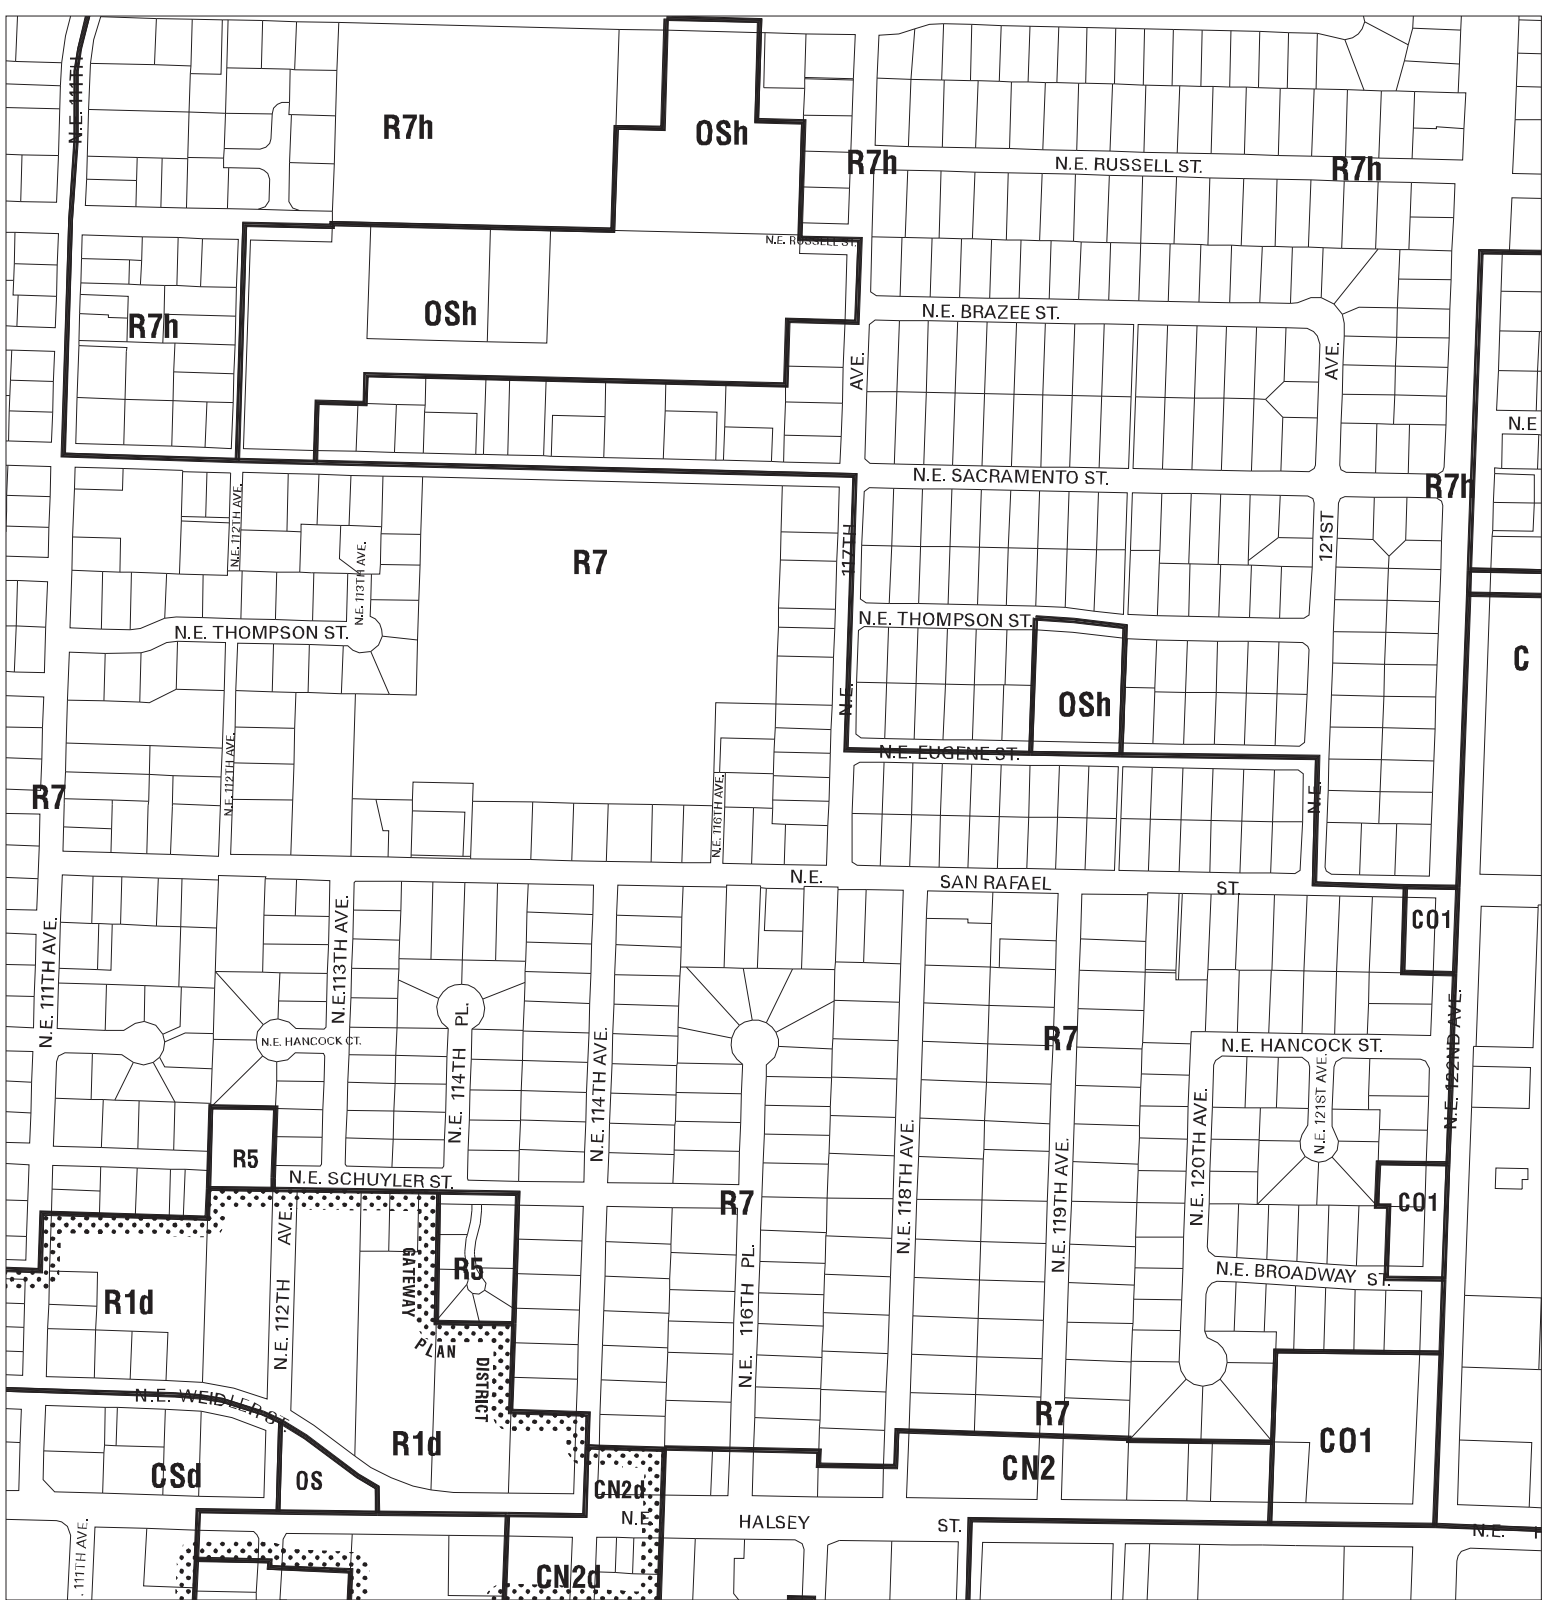 N.E. 111TH
R7h
OSh
R7h
N.E. RUSSELL ST.
R7h
N.E. RUSSELL ST.
R7h
OSh
N.E. BRAZEE ST.
AVE.
AVE.
N.E
N.E. SACRAMENTO ST.
R7h
N.E. 112TH AVE.
N.E. 113TH AVE.
R7
117TH
121ST
N.E. THOMPSON ST.
N.E. THOMPSON ST.
C
OSh
N.E.
N.E. EUGENE ST.
N.E. 112TH AVE.
R7
N.E. 116TH AVE.
N.E.
N.E.
SAN RAFAEL
ST.
CO1
N.E. 111TH AVE.
N.E.113TH AVE.
N.E. HANCOCK CT.
N.E. 114TH PL.
N.E. 114TH AVE.
R7
N.E. HANCOCK ST.
N.E. 122ND AVE.
N.E. 121ST AVE.
R5
N.E. SCHUYLER ST.
N.E. 118TH AVE.
N.E. 119TH AVE.
N.E. 120TH AVE.
R7
CO1
N.E. 112TH AVE.
GATEWAY
PLAN
DISTRICT
R5
R1d
N.E. 116TH PL.
N.E. BROADWAY ST.
N.E. WEIDLER ST.
R7
R1d
CO1
CSd
OS
CN2
CN2d
N.E.
HALSEY
ST.
N.E.
111TH AVE.
CN2d